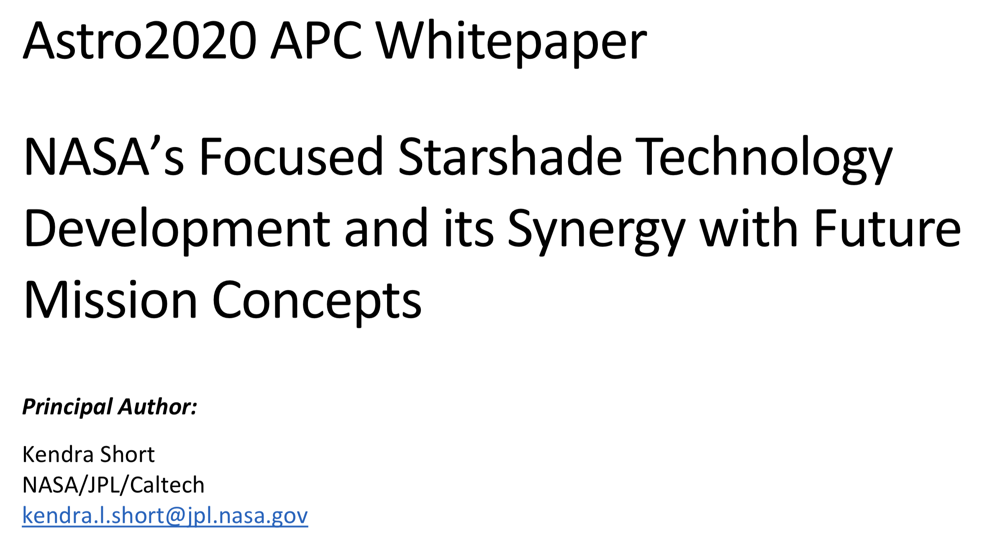 Astro2020 APC Whitepaper
NASA’s Focused Starshade Technology
Development and its Synergy with Future
Mission Concepts
Principal Author:
Kendra Short
NASA/JPL/Caltech
kendra.l.short@jpl.nasa.gov